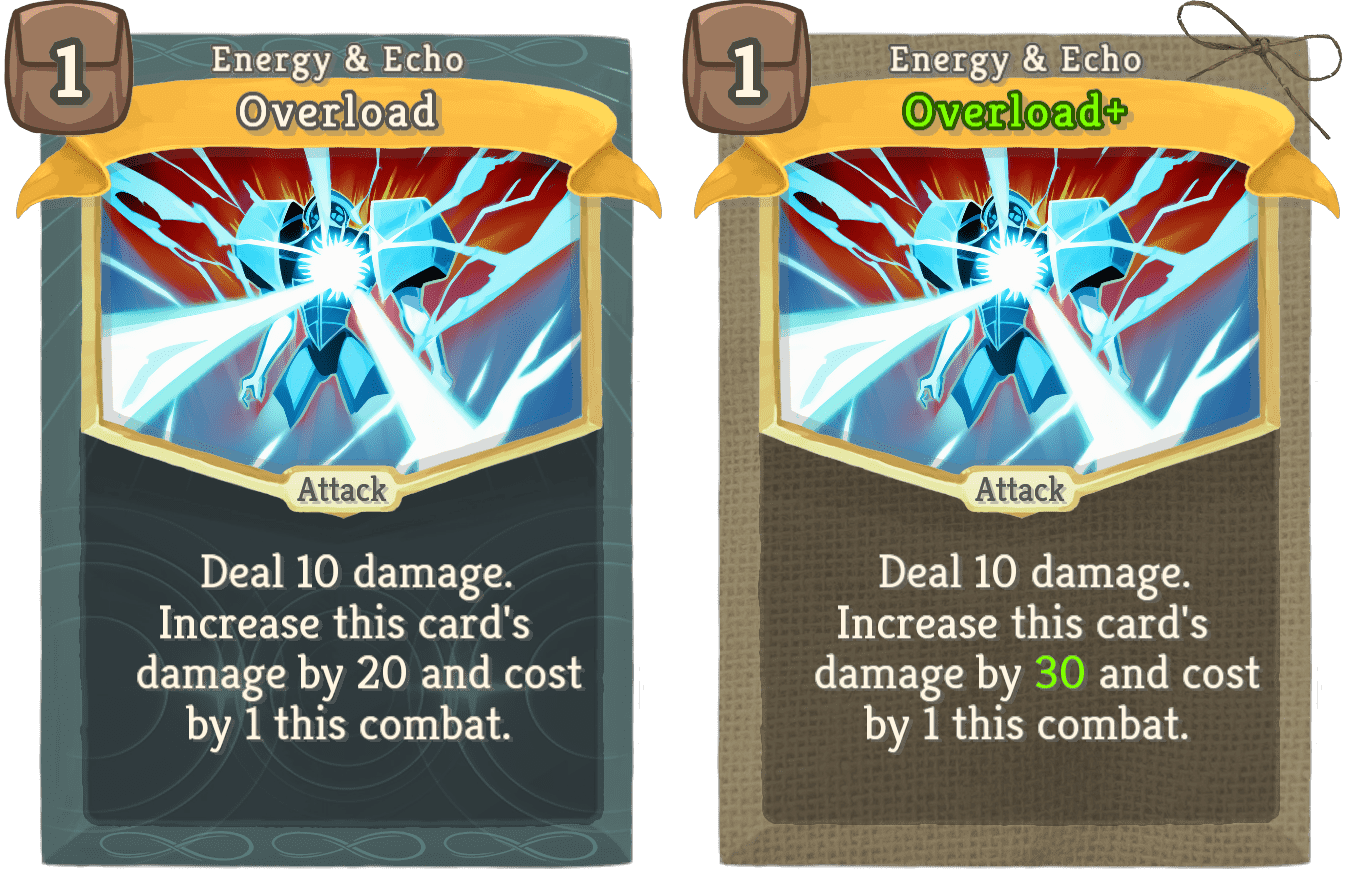 1
Energy & Echo
Overload
Attack
Deal 10 damage.
Increase this card's
damage by 20 and cost
by 1 this combat.
1
Energy & Echo
Overload+
Attack
Deal 10 damage.
Increase this card's
damage by 30 and cost
by 1 this combat.